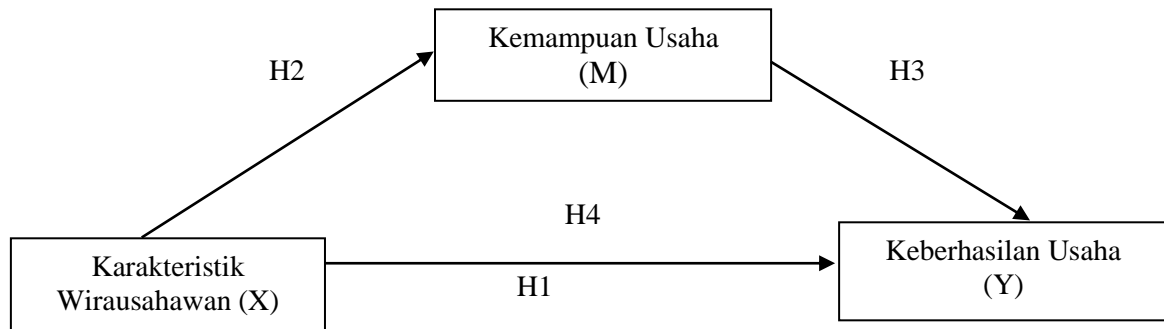 Kemampuan Usaha
(M)
H2
H3
H4
Karakteristik
Wirausahawan (X)
H1
Keberhasilan Usaha
(Y)